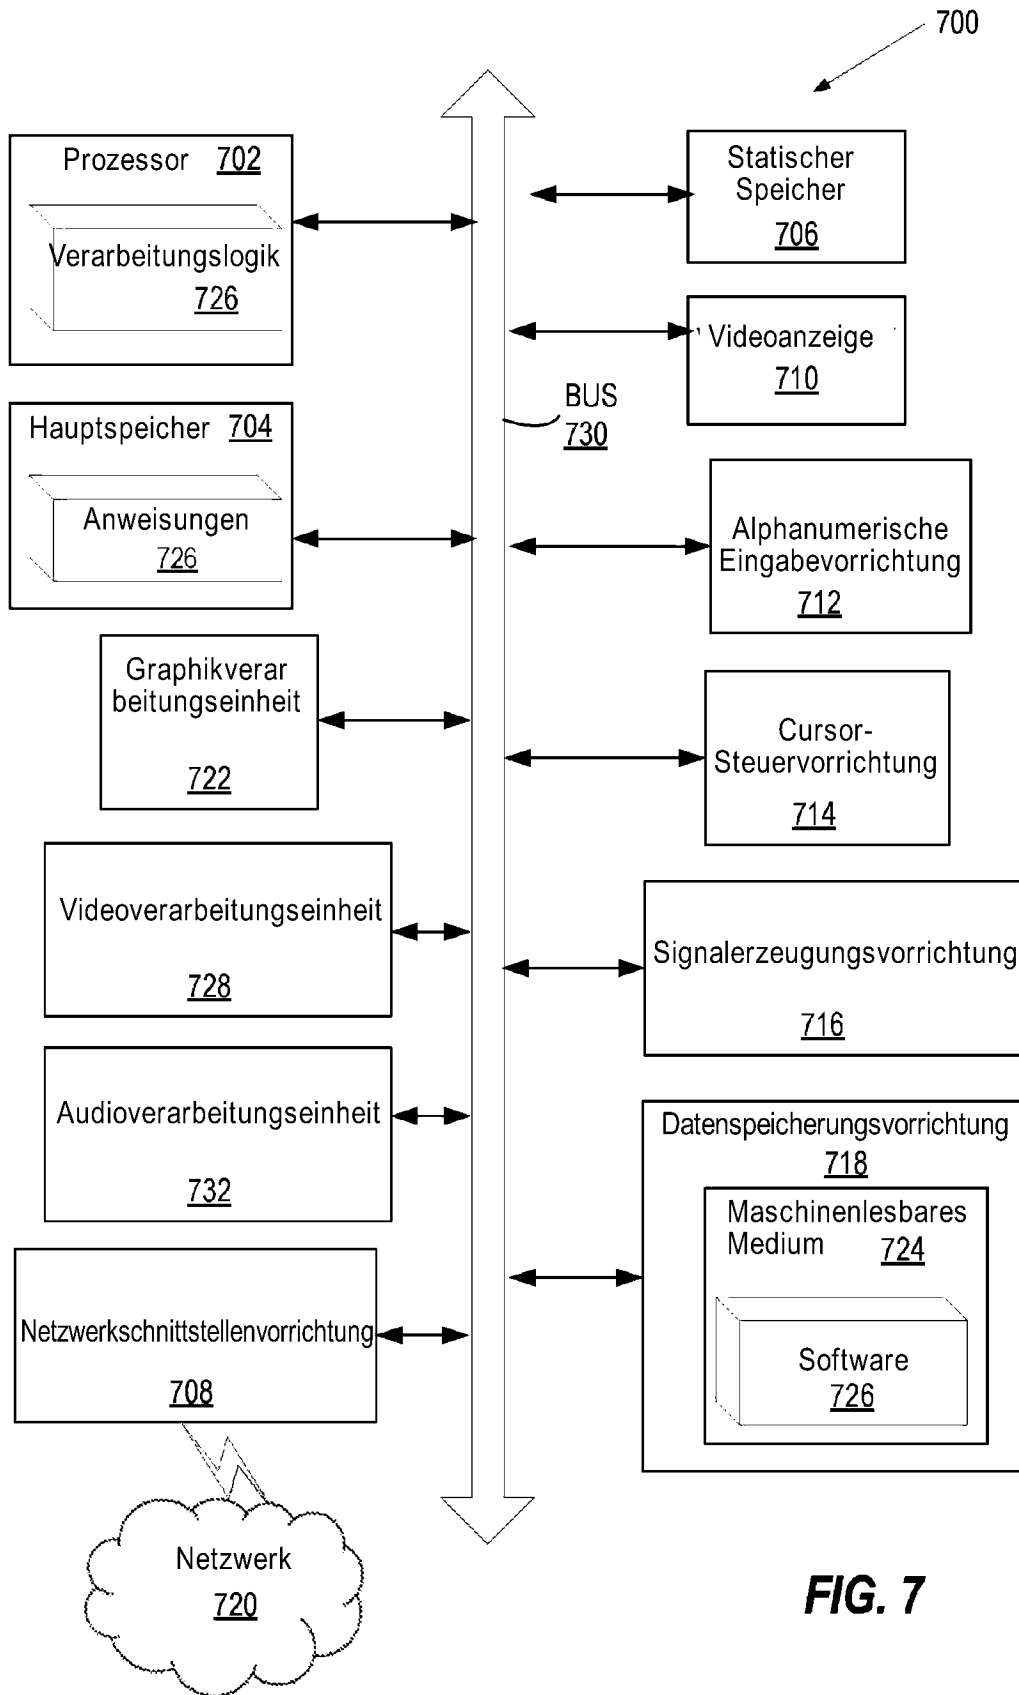 700
Prozessor 702
Verarbeitungslogik
726
Hauptspeicher 704
Anweisungen
726
Graphikverar
beitungseinheit
722
Videoverarbeitungseinheit
728
Audioverarbeitungseinheit
732
Netzwerkschnittstellenvorrichtung
708
Netzwerk
720
BUS
730
Statischer
Speicher
706
Videoanzeige
710
Alphanumerische
Eingabevorrichtung
712
Cursor-
Steuervorrichtung
714
Signalerzeugungsvorrichtung
716
Datenspeicherungsvorrichtung
718
Maschinenlesbares
Medium 724
Software
726
FIG. 7